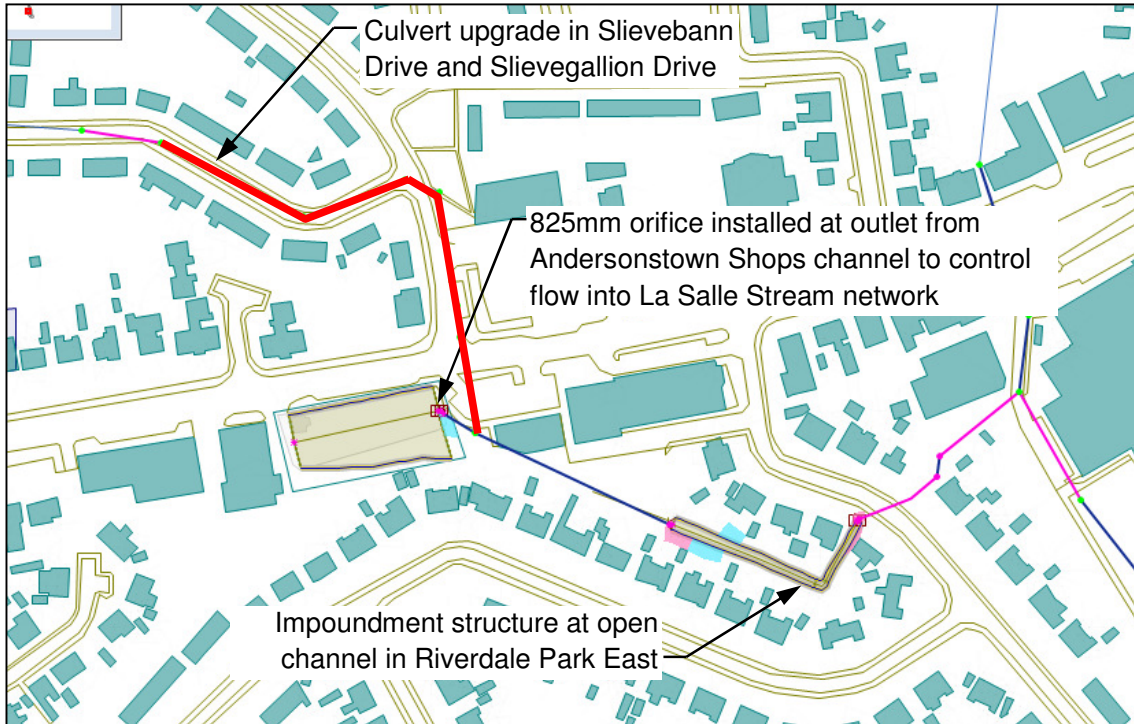 Culvert upgrade in Slievebann
Drive and Slievegallion Drive
825mm orifice installed at outlet from
Andersonstown Shops channel to control
flow into La Salle Stream network
Impoundment structure at open
channel in Riverdale Park East